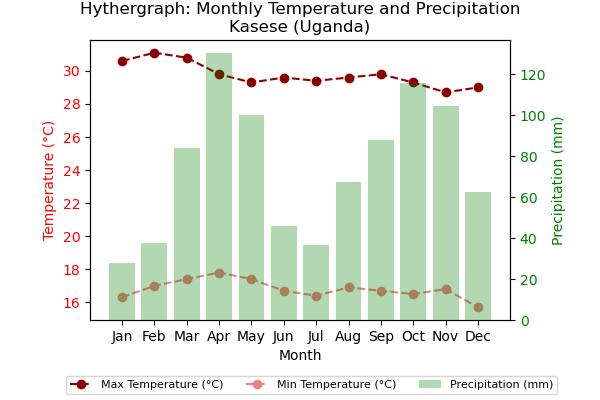 Hythergraph: Monthly Temperature and Precipitation
Kasese (Uganda)
30
28
26
24
22
20
18
16
Temperature (°C)
120
100
80
60
40
20
0
Precipitation (mm)
Jan Feb Mar Apr May Jun Jul Aug Sep Oct Nov Dec
Month
Max Temperature (°C) Min Temperature (°C) Precipitation (mm)